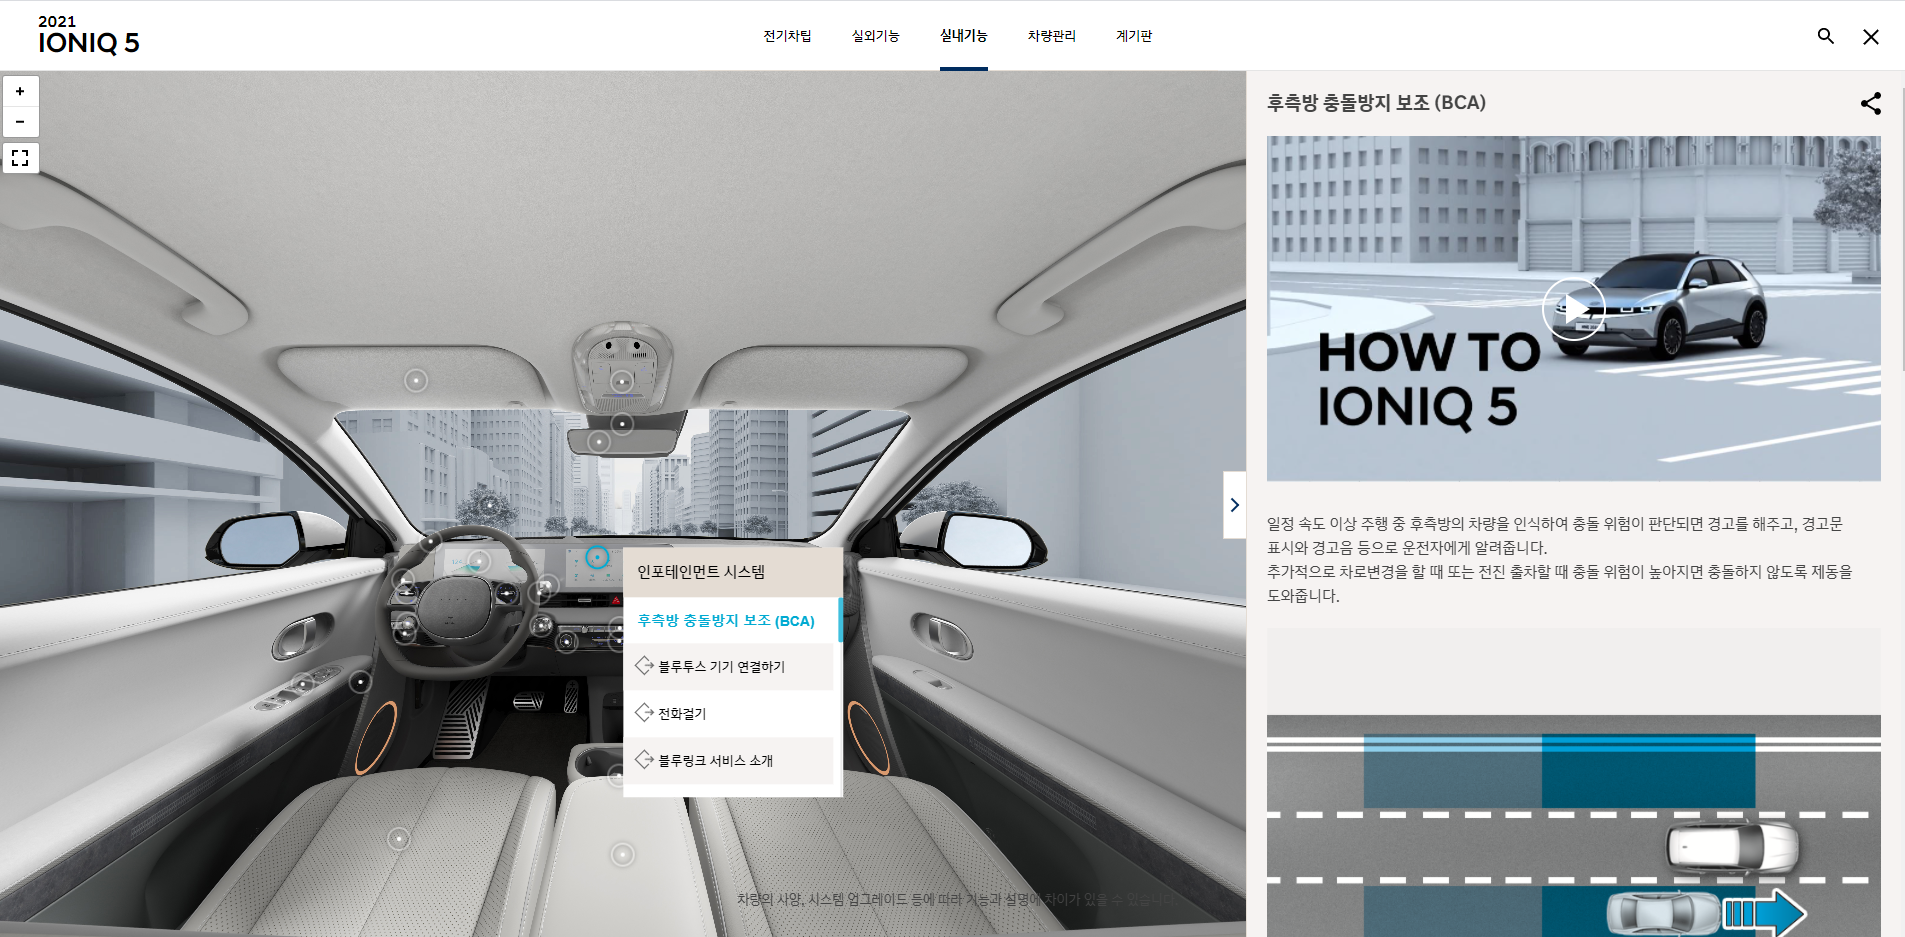 2021
IONIQ 5
전기차팁
실외기능
실내기능
차량관리
계기판
+
−
후측방 충돌방지 보조 (BCA)
HOW TO
IONIQ 5
일정 속도 이상 주행 중 후측방의 차량을 인식하여 충돌 위험이 판단되면 경고를 해주고, 경고문
표시와 경고음 등으로 운전자에게 알려줍니다.
추가적으로 차로변경을 할 때 또는 전진 출차할 때 충돌 위험이 높아지면 충돌하지 않도록 제동을
도와줍니다.
인포테인먼트 시스템
후측방 충돌방지 보조 (BCA)
블루투스 기기 연결하기
전화걸기
블루링크 서비스 소개
차량의 사양, 시스템 업그레이드 등에 따라 기능과 설명에 차이가 있을 수 있습니다.